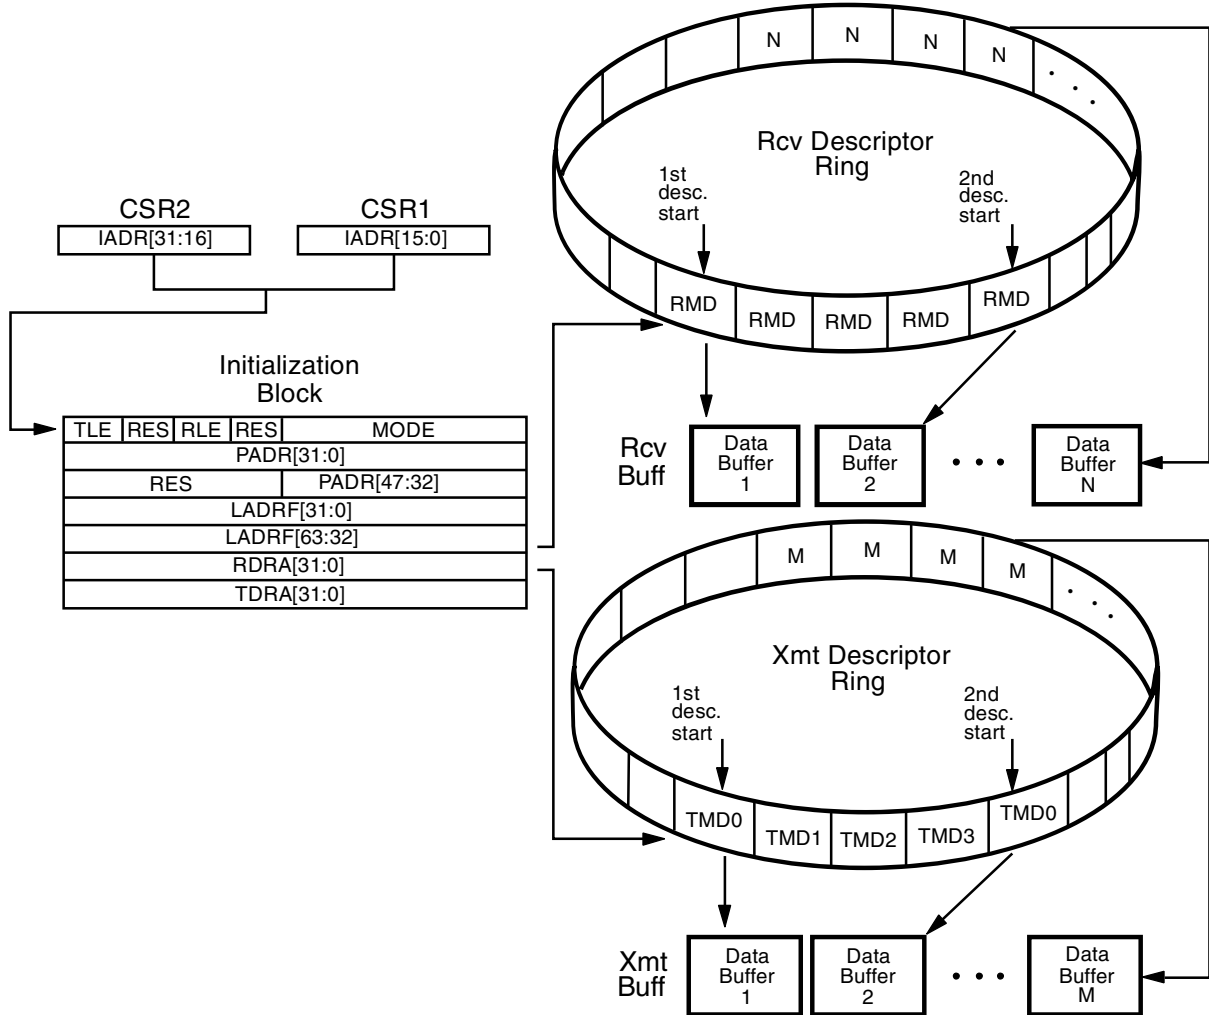 N N N N
Rcv Descriptor
Ring
1st
desc.
start
2nd
desc.
start
RMD RMD RMD RMD RMD
CSR2
IADR[31:16]
CSR1
IADR[15:0]
Initialization
Block
TLE RES RLE RES MODE
PADR[31:0]
RES PADR[47:32]
LADRF[31:0]
LADRF[63:32]
RDRA[31:0]
TDRA[31:0]
Rcv
Buff
Data
Buffer
1
Data
Buffer
2
• • •
Data
Buffer
N
M M M M
Xmt Descriptor
Ring
1st
desc.
start
2nd
desc.
start
TMD0 TMD1 TMD2 TMD3 TMD0
Xmt
Buff
Data
Buffer
1
Data
Buffer
2
• • •
Data
Buffer
M